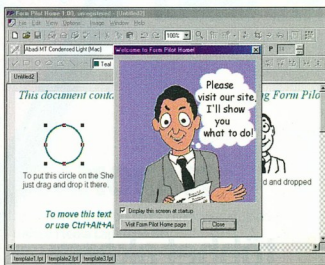 Form Pilot Home 1.03, unregistered - [Untitled2]
File Edit View Options Image Window Help
100%
Abadi MT Condensed Light (Mac)
Welcome to Form Pilot Home!
Teal
Untitled2
This document conta
ng Form Pilo
Please
visit our site,
I'll show
you
what to do!
To put this circle on the She
just drag and drop it there.
d and dropped
To move this text
or use Ctrl+Alt+A
Display this screen at startup
Visit Form Pilot Home page
Close
template1.fpt template2.fpt template3.fpt